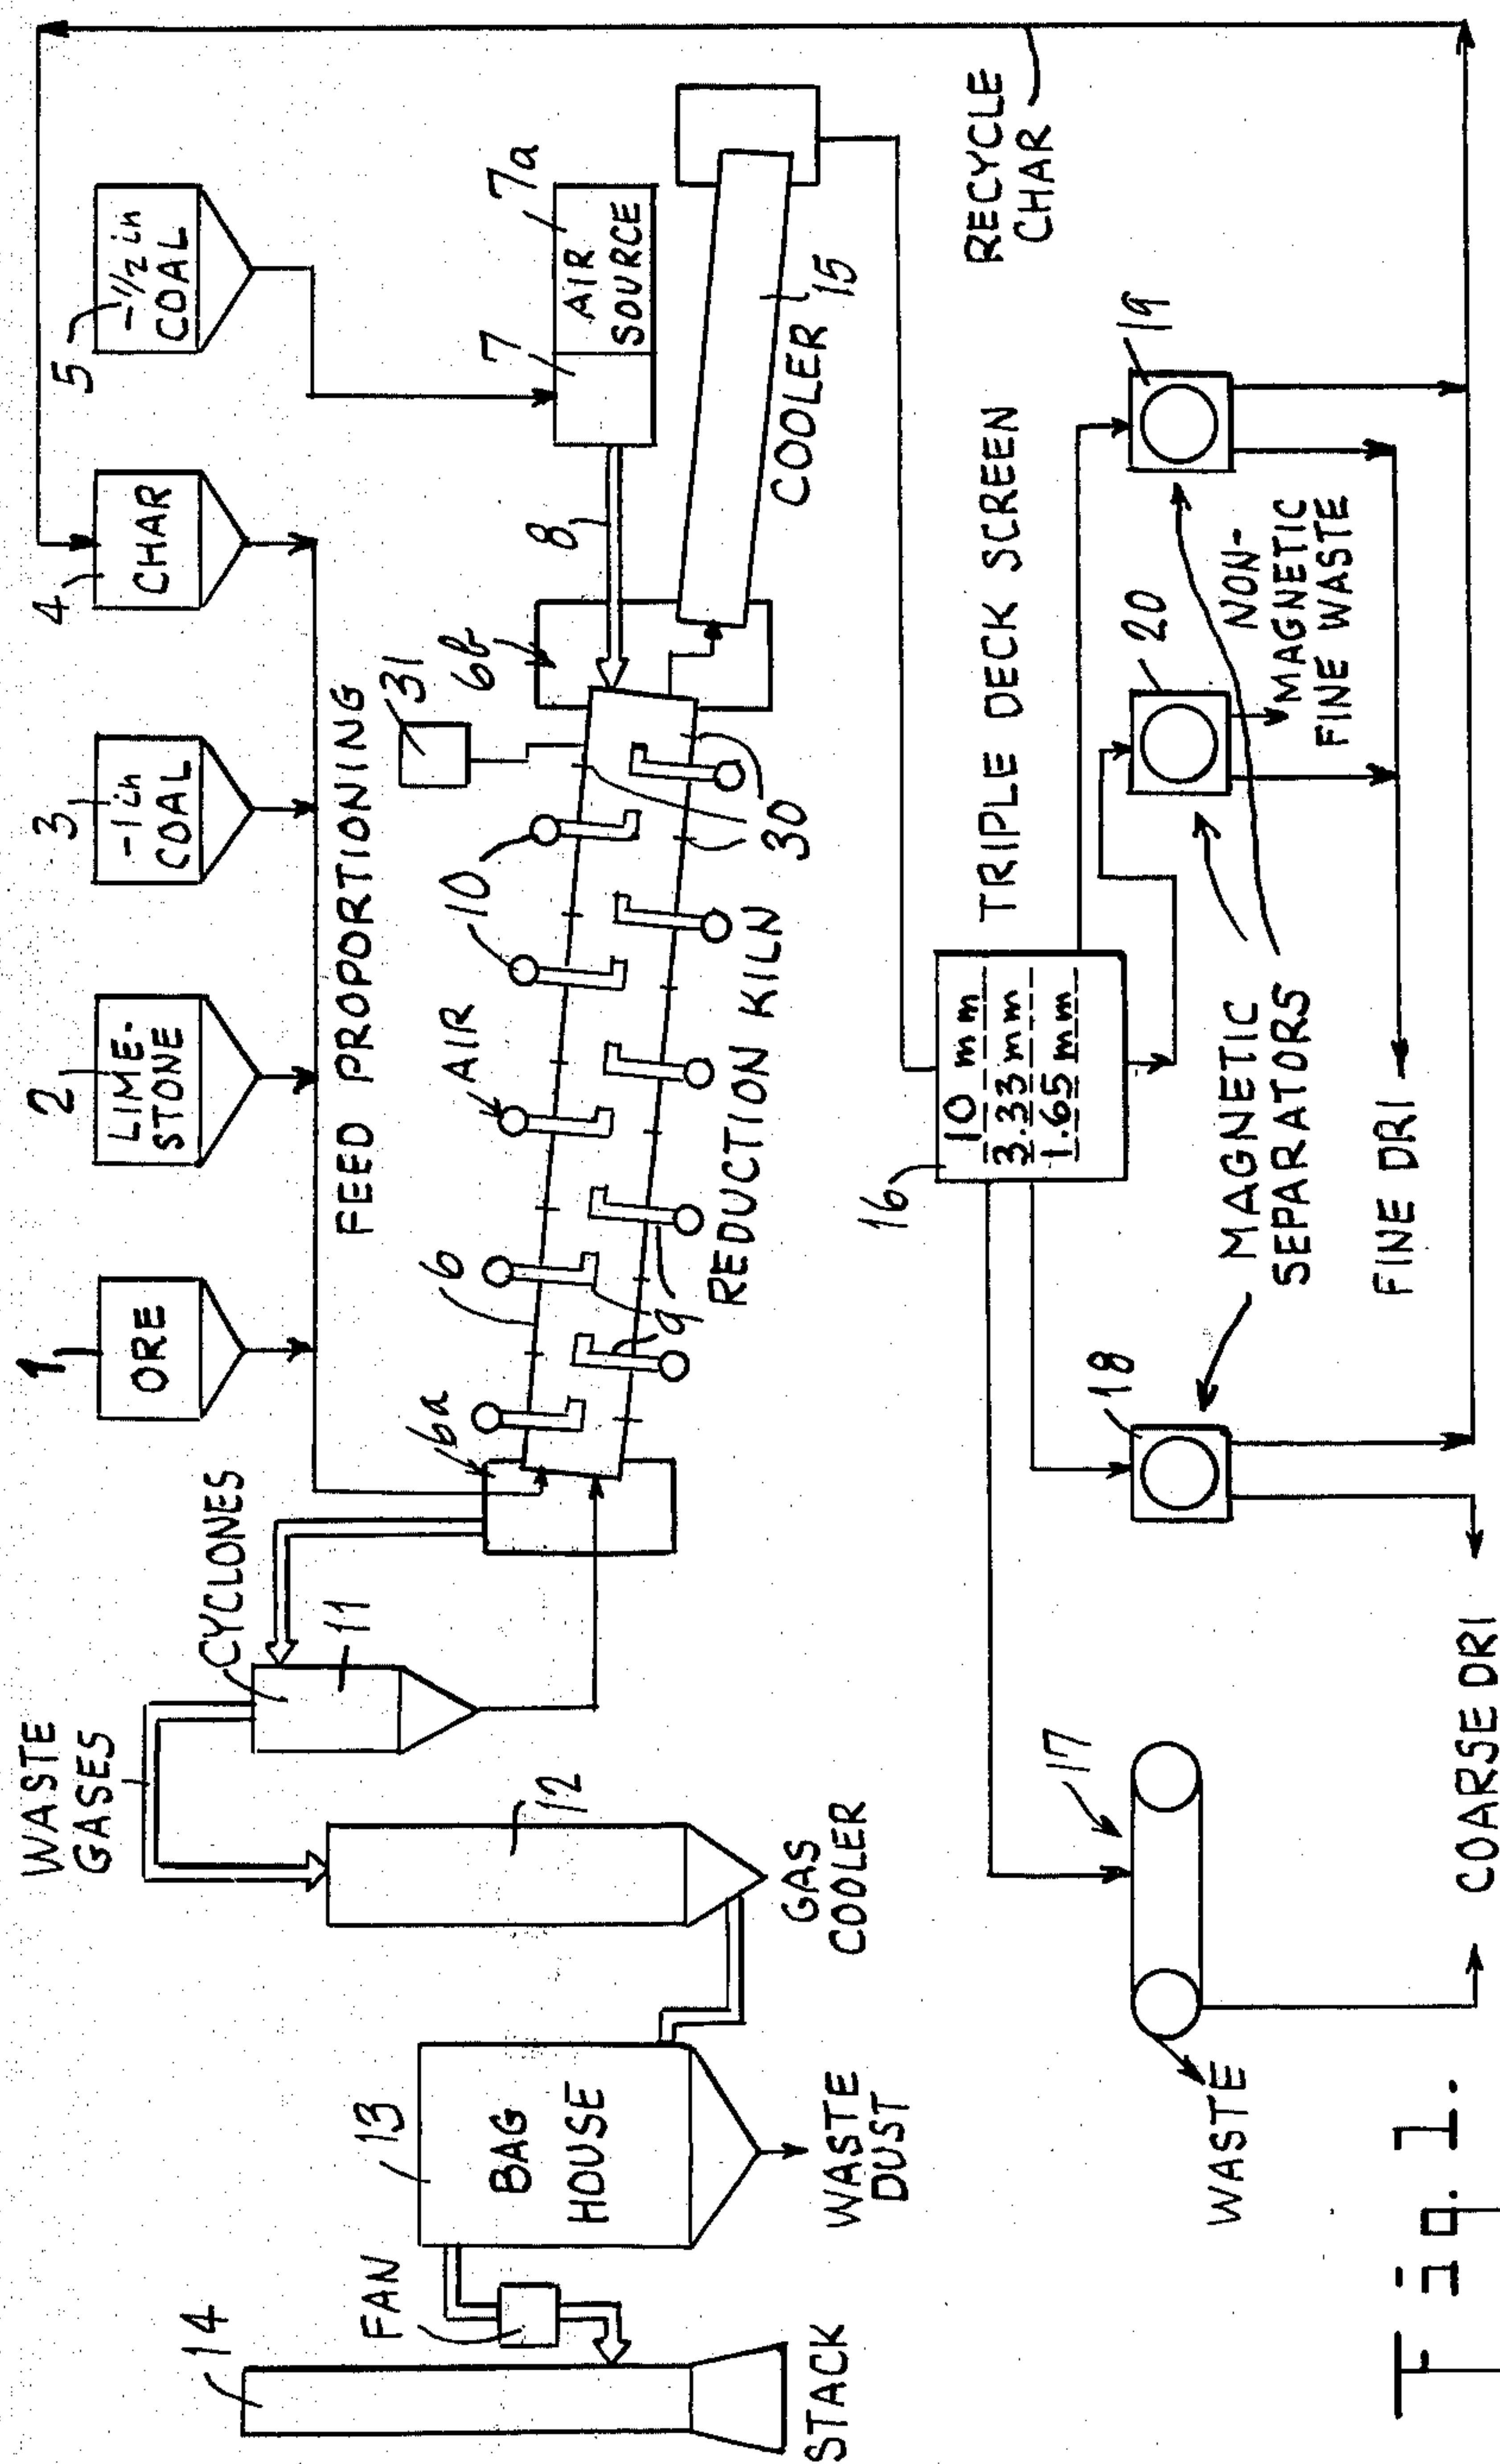 1
ORE
2
LIME-
STONE
3
-1 in
COAL
4
CHAR
5
-1/2 in
COAL
FEED PROPORTIONING
WASTE
GASES
CYCLONES
11
6a
6
AIR
10
31
6b
8
7
7a
AIR
SOURCE
9
REDUCTION KILN
30
COOLER
15
14
FAN
STACK
13
BAG
HOUSE
WASTE
DUST
12
GAS
COOLER
16
10 mm
3.33 mm
1.65 mm
TRIPLE DECK SCREEN
RECYCLE
CHAR
17
WASTE
18
MAGNETIC
SEPARATORS
20
19
NON-
MAGNETIC
FINE WASTE
FINE DRI
COARSE DRI
Fig. 1.